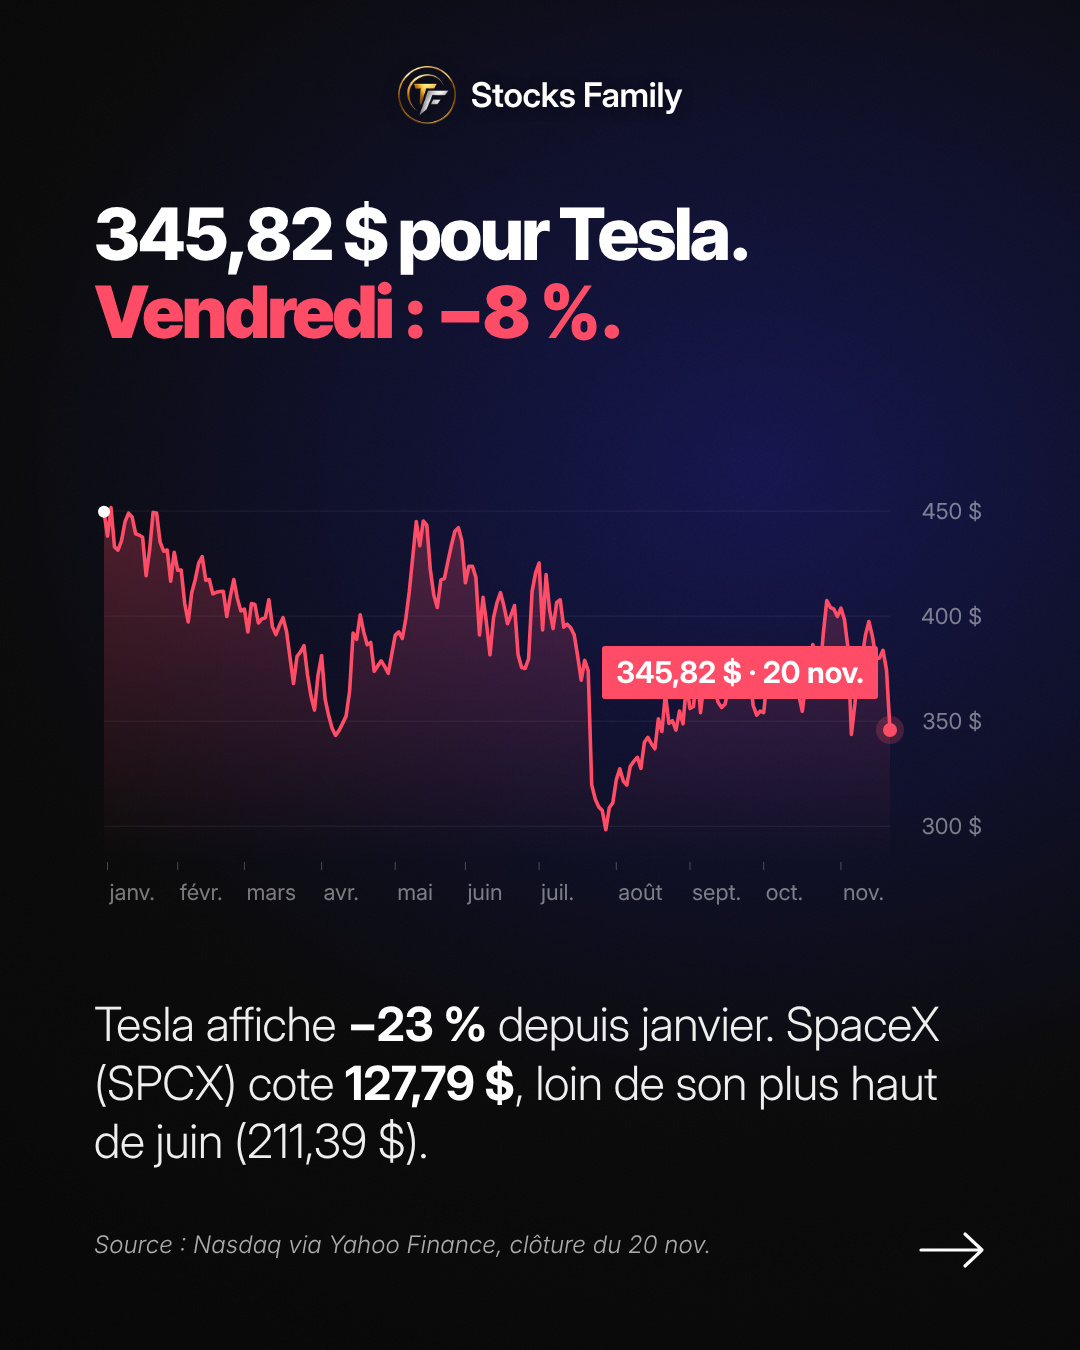 TF Stocks Family
345,82 $ pour Tesla.
Vendredi : −8 %.
450 $
400 $
345,82 $ · 20 nov.
350 $
300 $
janv. févr. mars avr. mai juin juil. août sept. oct. nov.
Tesla affiche −23 % depuis janvier. SpaceX
(SPCX) cote 127,79 $, loin de son plus haut
de juin (211,39 $).
Source : Nasdaq via Yahoo Finance, clôture du 20 nov.